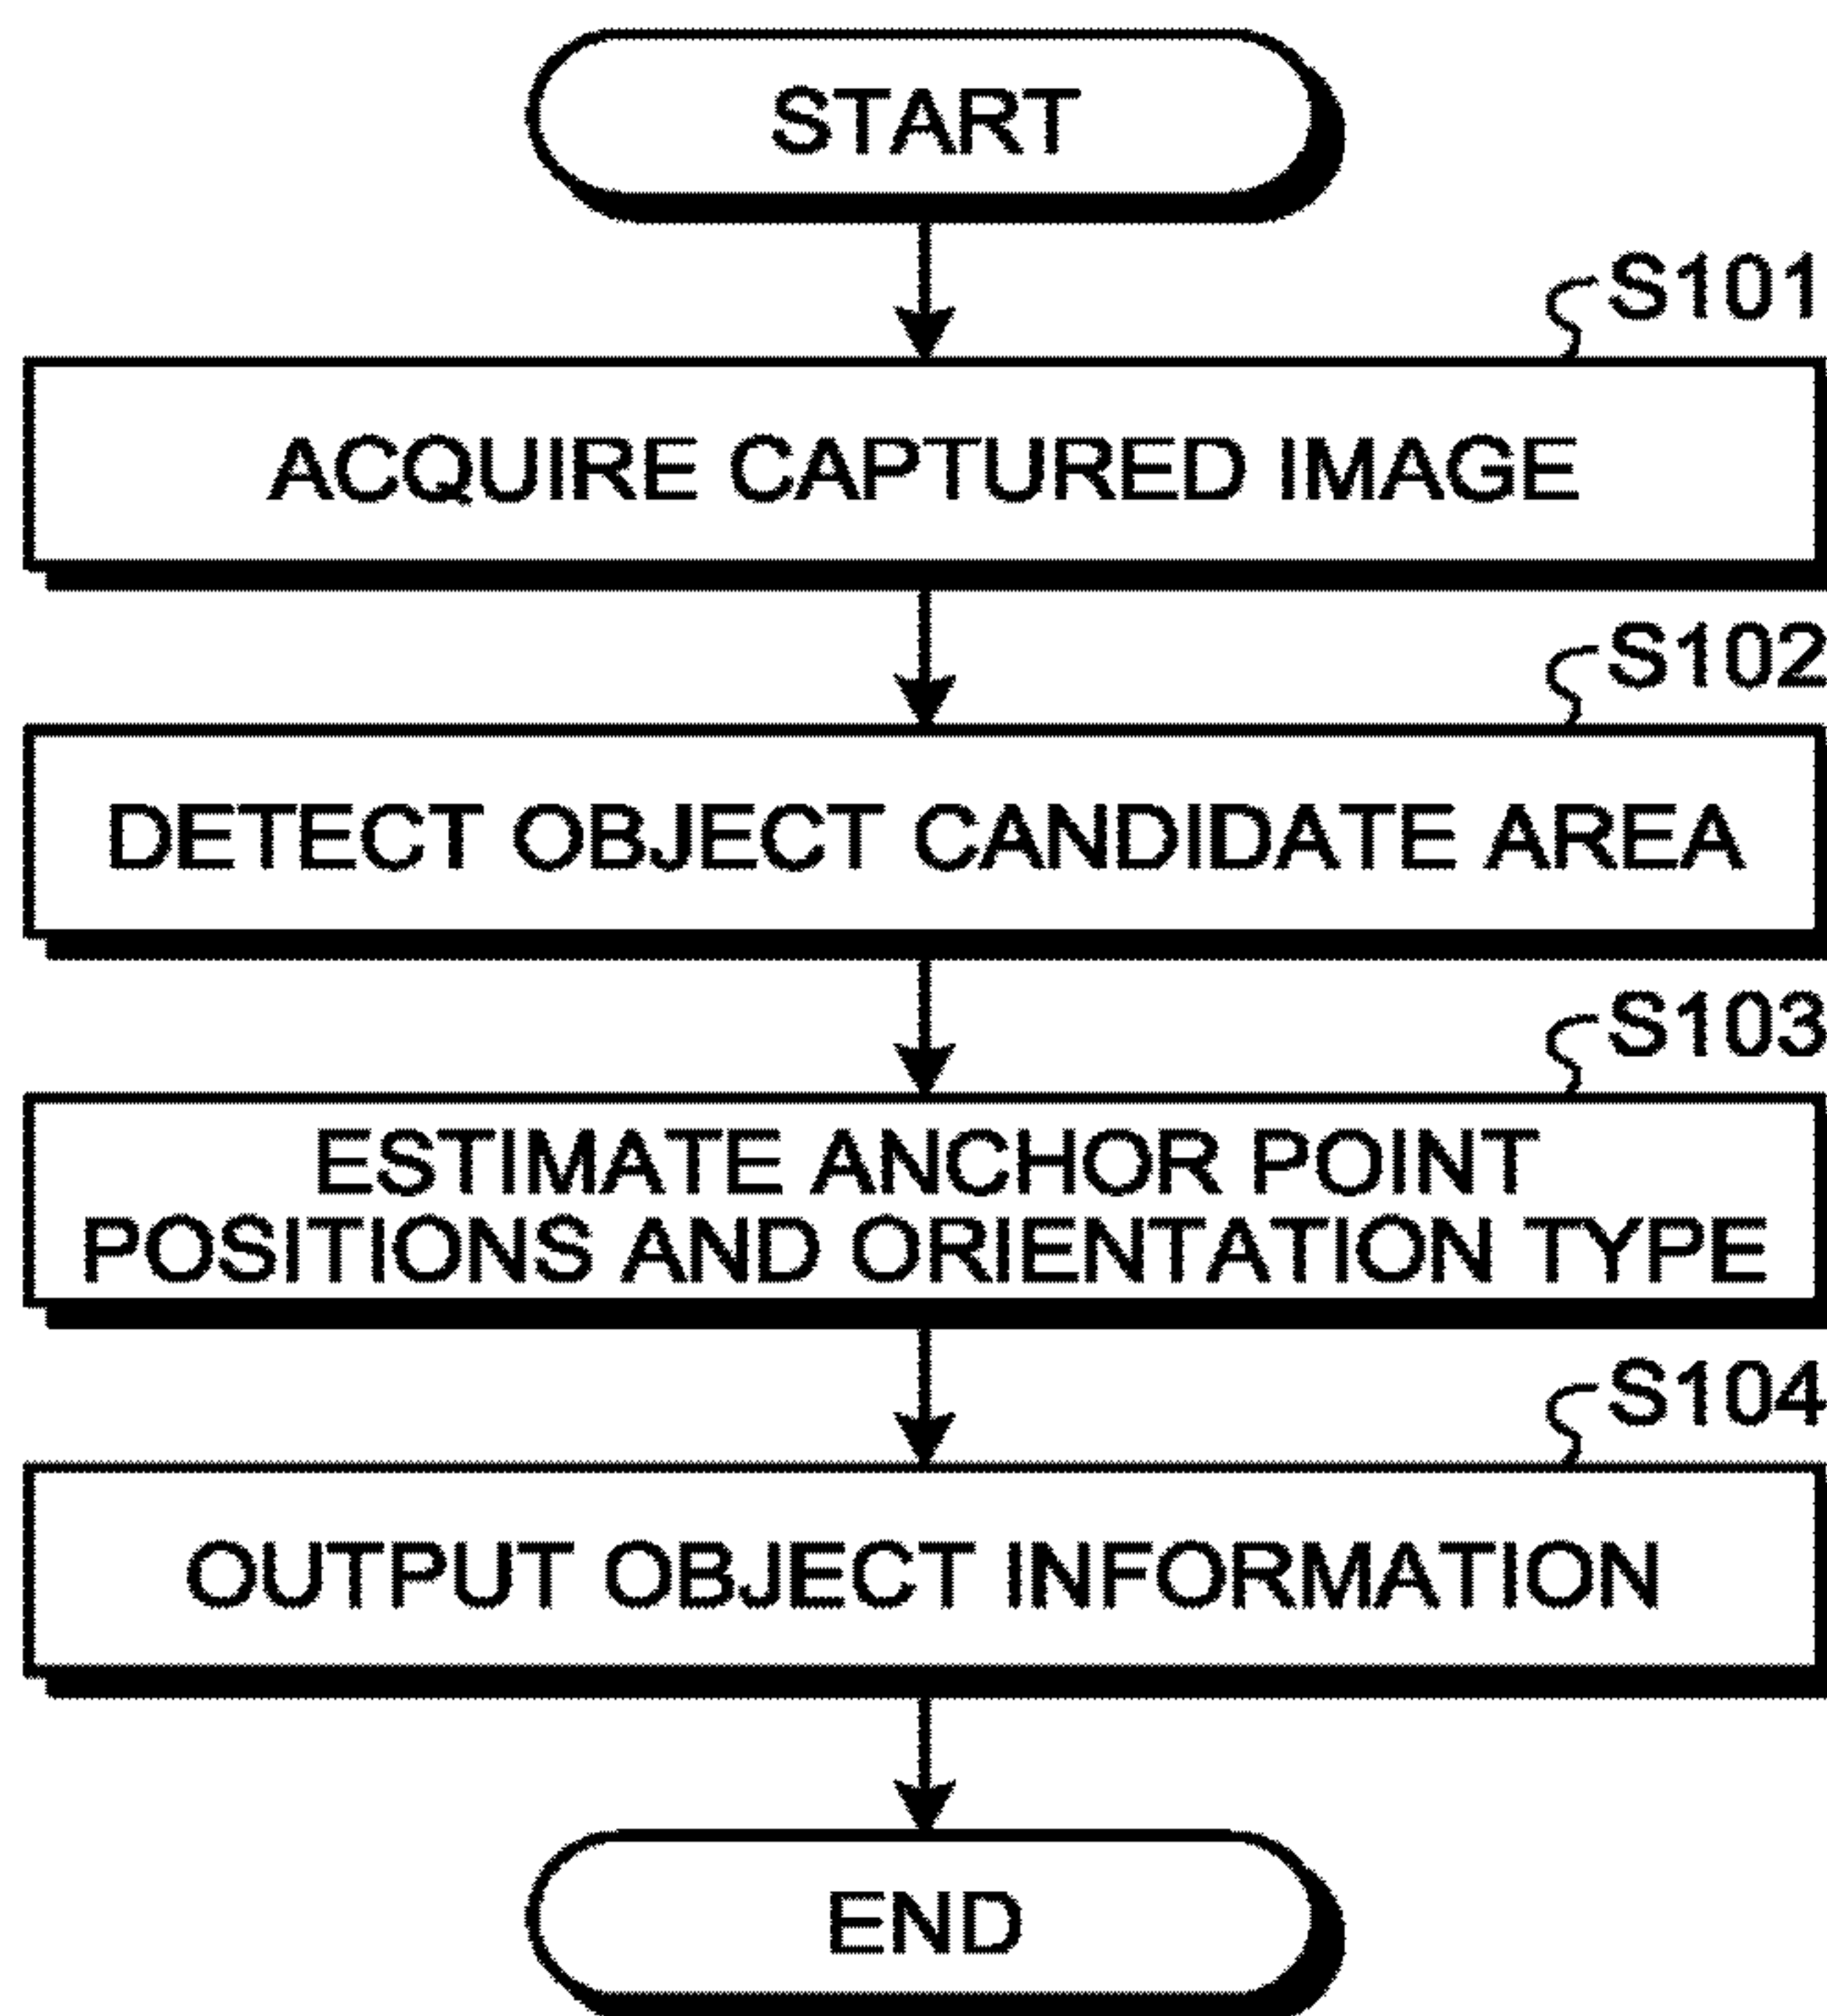 START
S101
ACQUIRE CAPTURED IMAGE
S102
DETECT OBJECT CANDIDATE AREA
S103
ESTIMATE ANCHOR POINT
POSITIONS AND ORIENTATION TYPE
S104
OUTPUT OBJECT INFORMATION
END